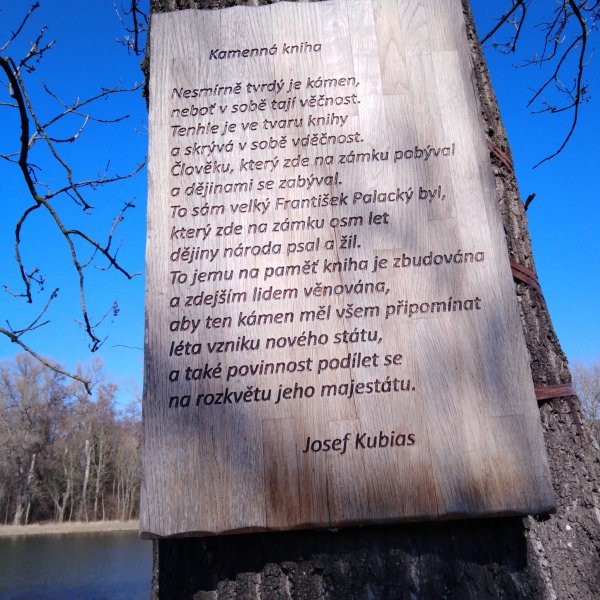 Kamenná kniha
Nesmírně tvrdý je kámen,
neboť v sobě tají věčnost.
Tenhle je ve tvaru knihy
a skrývá v sobě vděčnost.
Člověku, který zde na zámku pobýval
a dějinami se zabýval.
To sám velký František Palacký byl,
který zde na zámku osm let
dějiny národa psal a žil.
To jemu na paměť kniha je zbudována
a zdejším lidem věnována,
aby ten kámen měl všem připomínat
léta vzniku nového státu,
a také povinnost podílet se
na rozkvětu jeho majestátu.
Josef Kubias